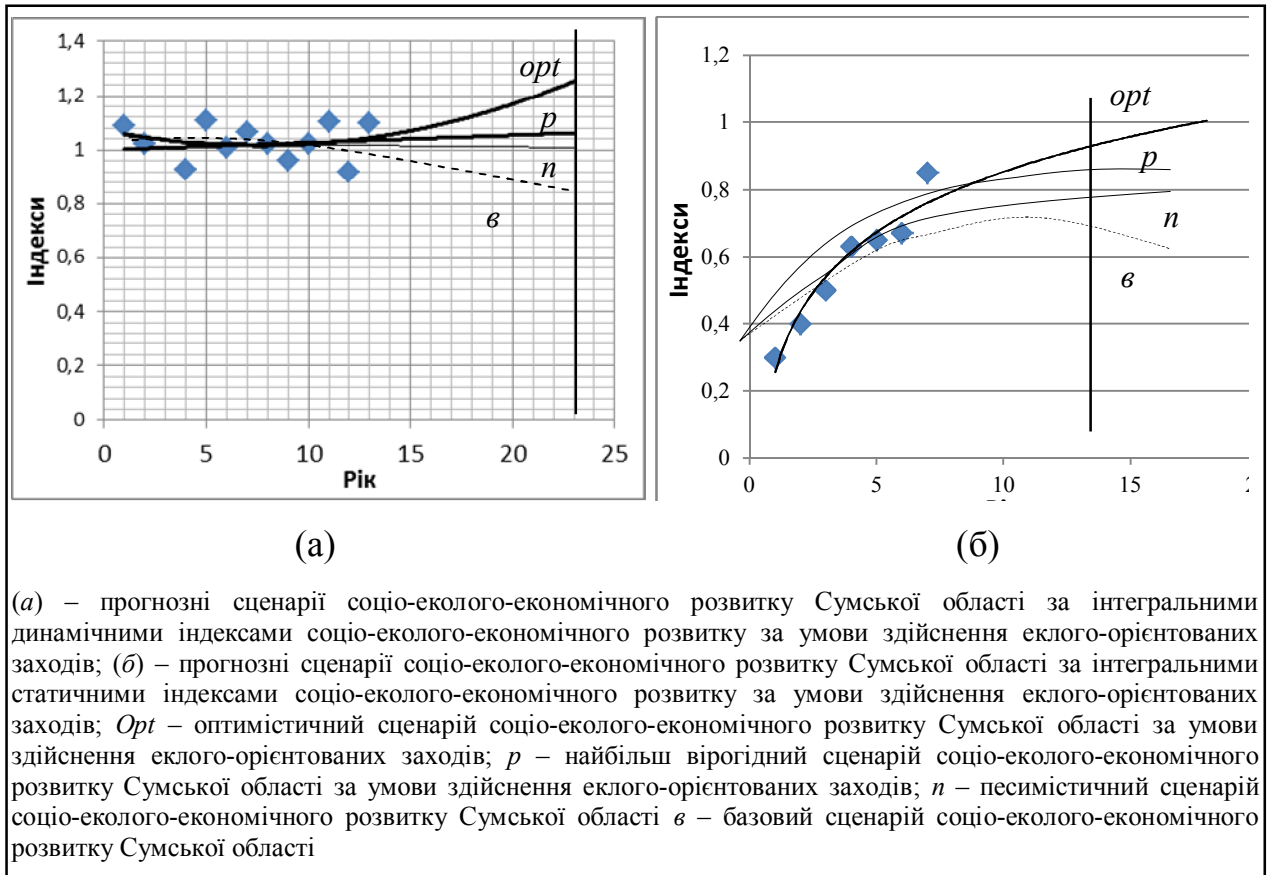 1,4
1,2
1
0,8
0,6
0,4
0,2
0
0 5 10 15 20 25
Індекси
Рік
opt
p
n
в
(а)
1,2
1
0,8
0,6
0,4
0,2
0
0 5 10 15
Індекси
opt
p
n
в
(б)
(а) – прогнозні сценарії соціо-еколого-економічного розвитку Сумської області за інтегральними
динамічними індексами соціо-еколого-економічного розвитку за умови здійснення еклого-орієнтованих
заходів; (б) – прогнозні сценарії соціо-еколого-економічного розвитку Сумської області за інтегральними
статичними індексами соціо-еколого-економічного розвитку за умови здійснення еклого-орієнтованих
заходів; Opt – оптимістичний сценарій соціо-еколого-економічного розвитку Сумської області за умови
здійснення еклого-орієнтованих заходів; p – найбільш вірогідний сценарій соціо-еколого-економічного
розвитку Сумської області за умови здійснення еклого-орієнтованих заходів; n – песимістичний сценарій
соціо-еколого-економічного розвитку Сумської області в – базовий сценарій соціо-еколого-економічного
розвитку Сумської області